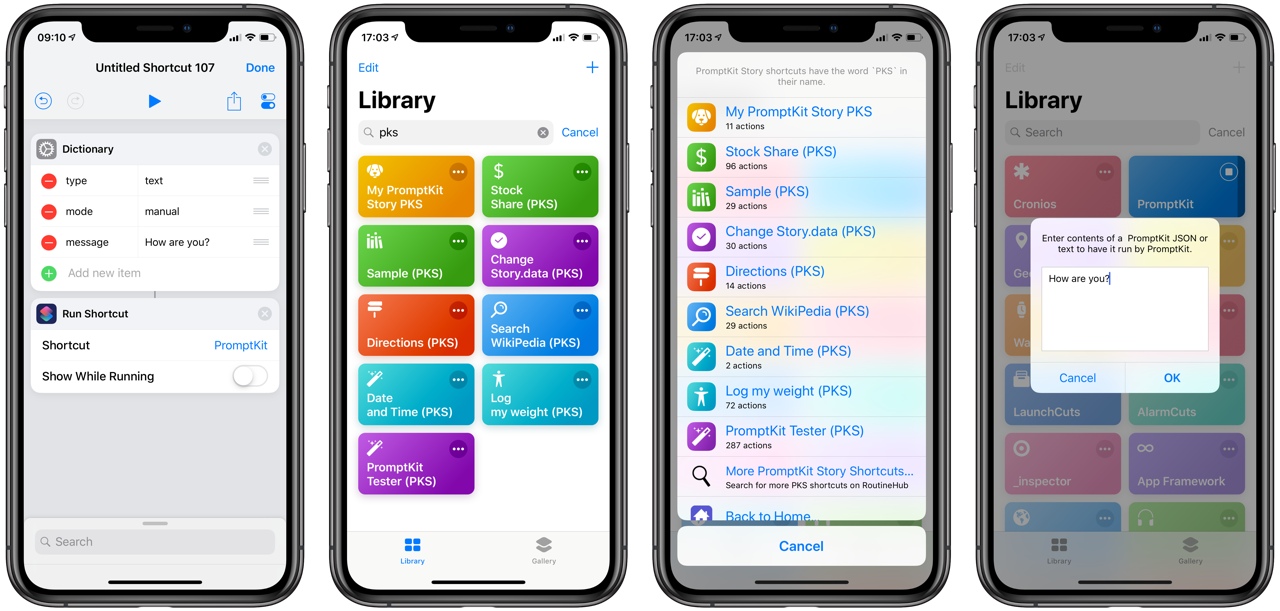 09:10
Untitled Shortcut 107
Done
Dictionary
type
text
mode
manual
message
How are you?
Add new item
Run Shortcut
Shortcut
PromptKit
Show While Running
Search
17:03
Edit
Library
pks
Cancel
My PromptKit
Story PKS
$
Stock
Share (PKS)
Sample (PKS)
Change
Story.data (PKS)
Directions (PKS)
Search
WikiPedia (PKS)
Date
and Time (PKS)
Log
my weight (PKS)
PromptKit
Tester (PKS)
Library
Gallery
17:03
PromptKit Story shortcuts have the word `PKS` in
their name.
My PromptKit Story PKS
11 actions
$
Stock Share (PKS)
96 actions
Sample (PKS)
29 actions
Change Story.data (PKS)
30 actions
Directions (PKS)
14 actions
Search WikiPedia (PKS)
29 actions
Date and Time (PKS)
2 actions
Log my weight (PKS)
72 actions
PromptKit Tester (PKS)
287 actions
More PromptKit Story Shortcuts...
Search for more PKS shortcuts on RoutineHub
Back to Home
Cancel
17:03
Edit
Library
Search
Cancel
Cronios
PromptKit
Enter contents of a PromptKit JSON or
text to have it run by PromptKit.
Ge
How are you?
Wa
Cancel
OK
LaunchCuts
AlarmCuts
_inspector
App Framework
Library
Gallery